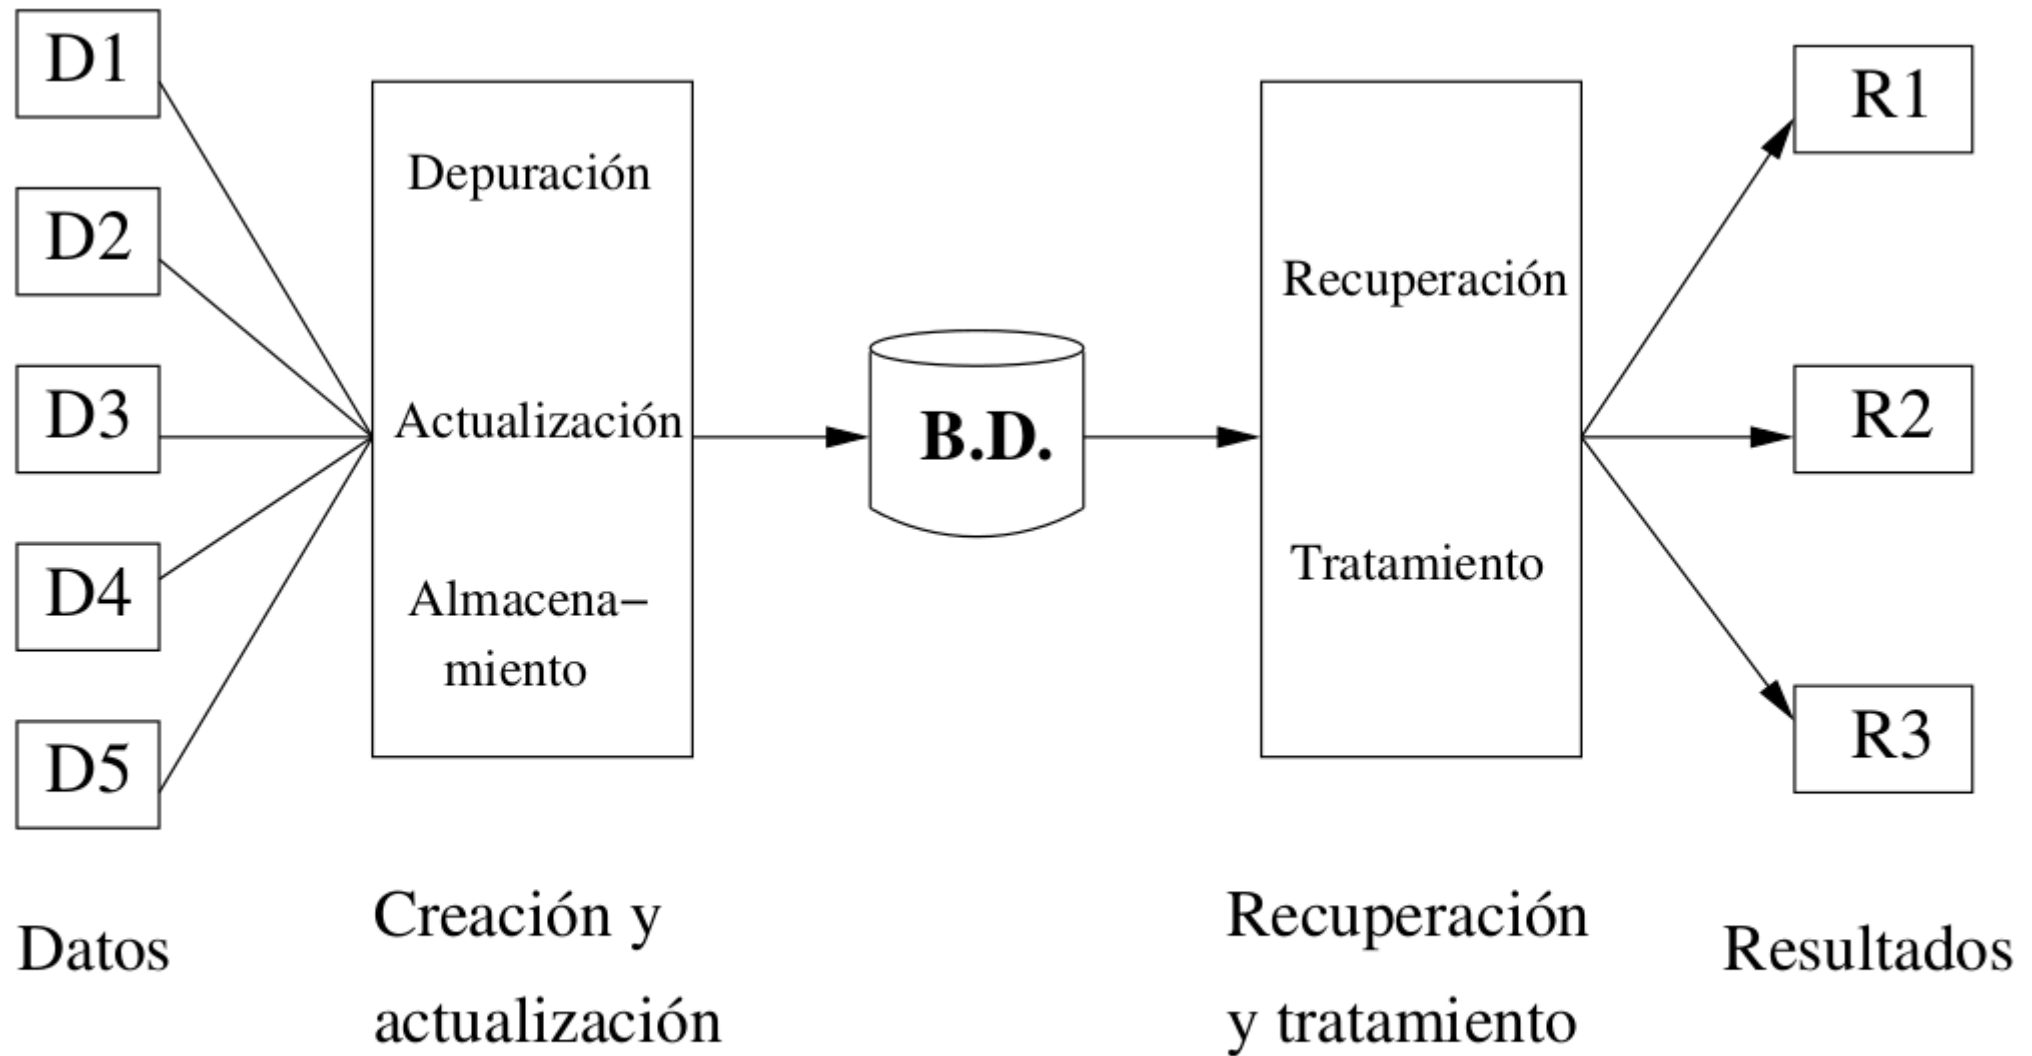 D1
D2
D3
D4
D5
Depuración
Actualización
Almacena−
miento
B.D.
Recuperación
Tratamiento
R1
R2
R3
Datos
Creación y
actualización
Recuperación
y tratamiento
Resultados